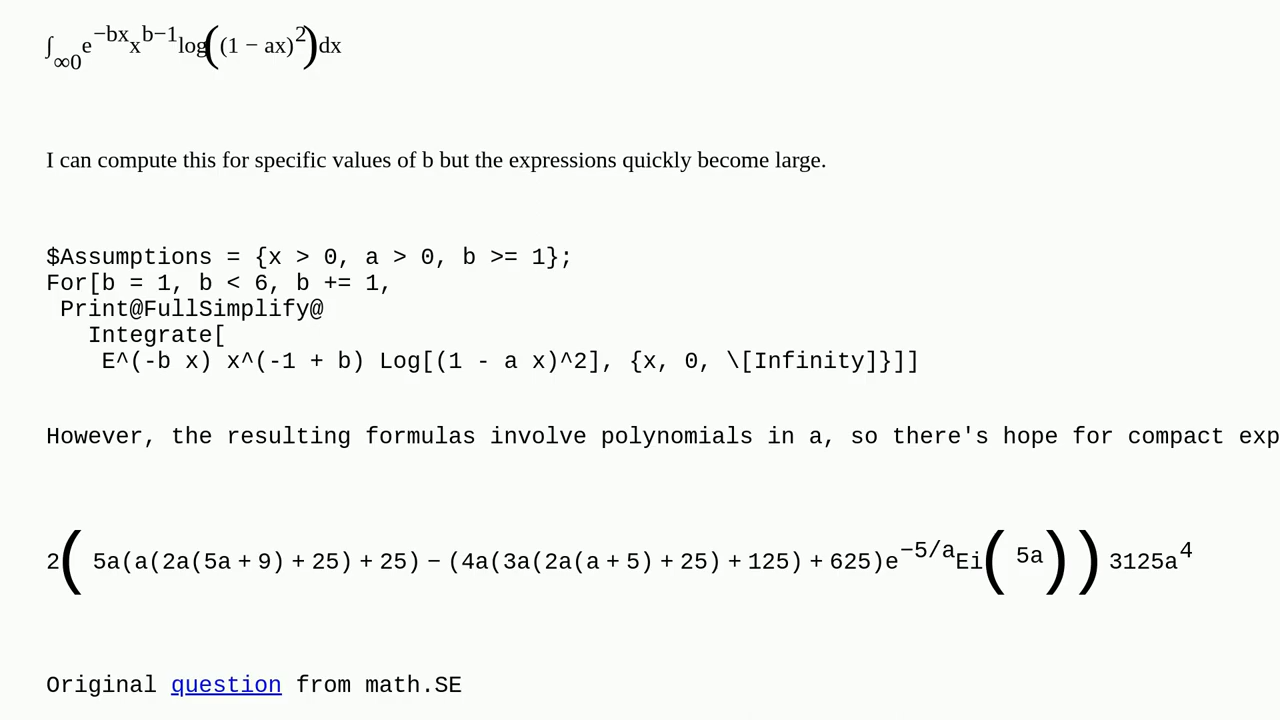 ∫∞0e−bxxb−1log((1 − ax)2)dx
I can compute this for specific values of b but the expressions quickly become large.
$Assumptions = {x > 0, a > 0, b >= 1};
For[b = 1, b < 6, b += 1,
Print@FullSimplify@
Integrate[
E^(-b x) x^(-1 + b) Log[(1 - a x)^2], {x, 0, \[Infinity]}]]
However, the resulting formulas involve polynomials in a, so there's hope for compact exp
2( 5a(a(2a(5a + 9) + 25) + 25) − (4a(3a(2a(a + 5) + 25) + 125) + 625)e−5/aEi( 5a)) 3125a4
Original question from math.SE